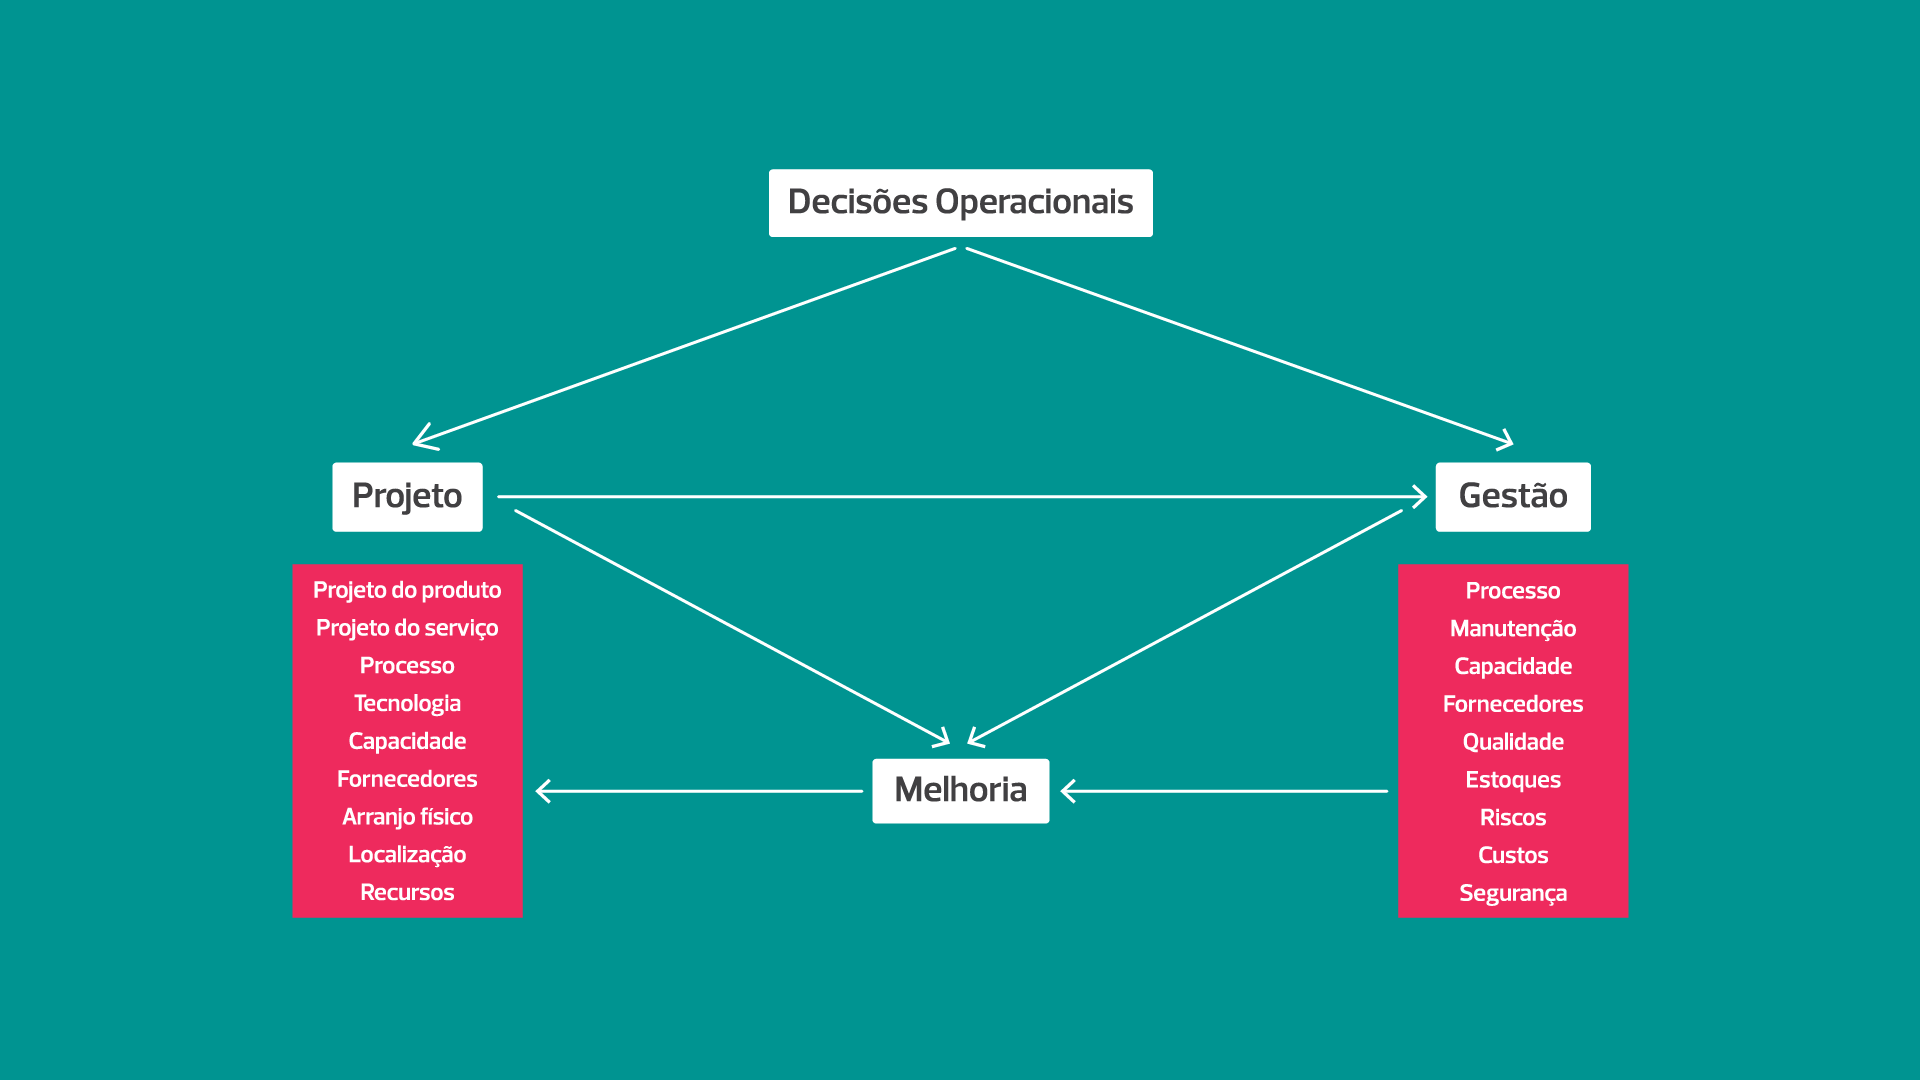 Decisões Operacionais
Projeto
Gestão
Projeto do produto
Projeto do serviço
Processo
Tecnologia
Capacidade
Fornecedores
Arranjo físico
Localização
Recursos
Melhoria
Processo
Manutenção
Capacidade
Fornecedores
Qualidade
Estoques
Riscos
Custos
Segurança